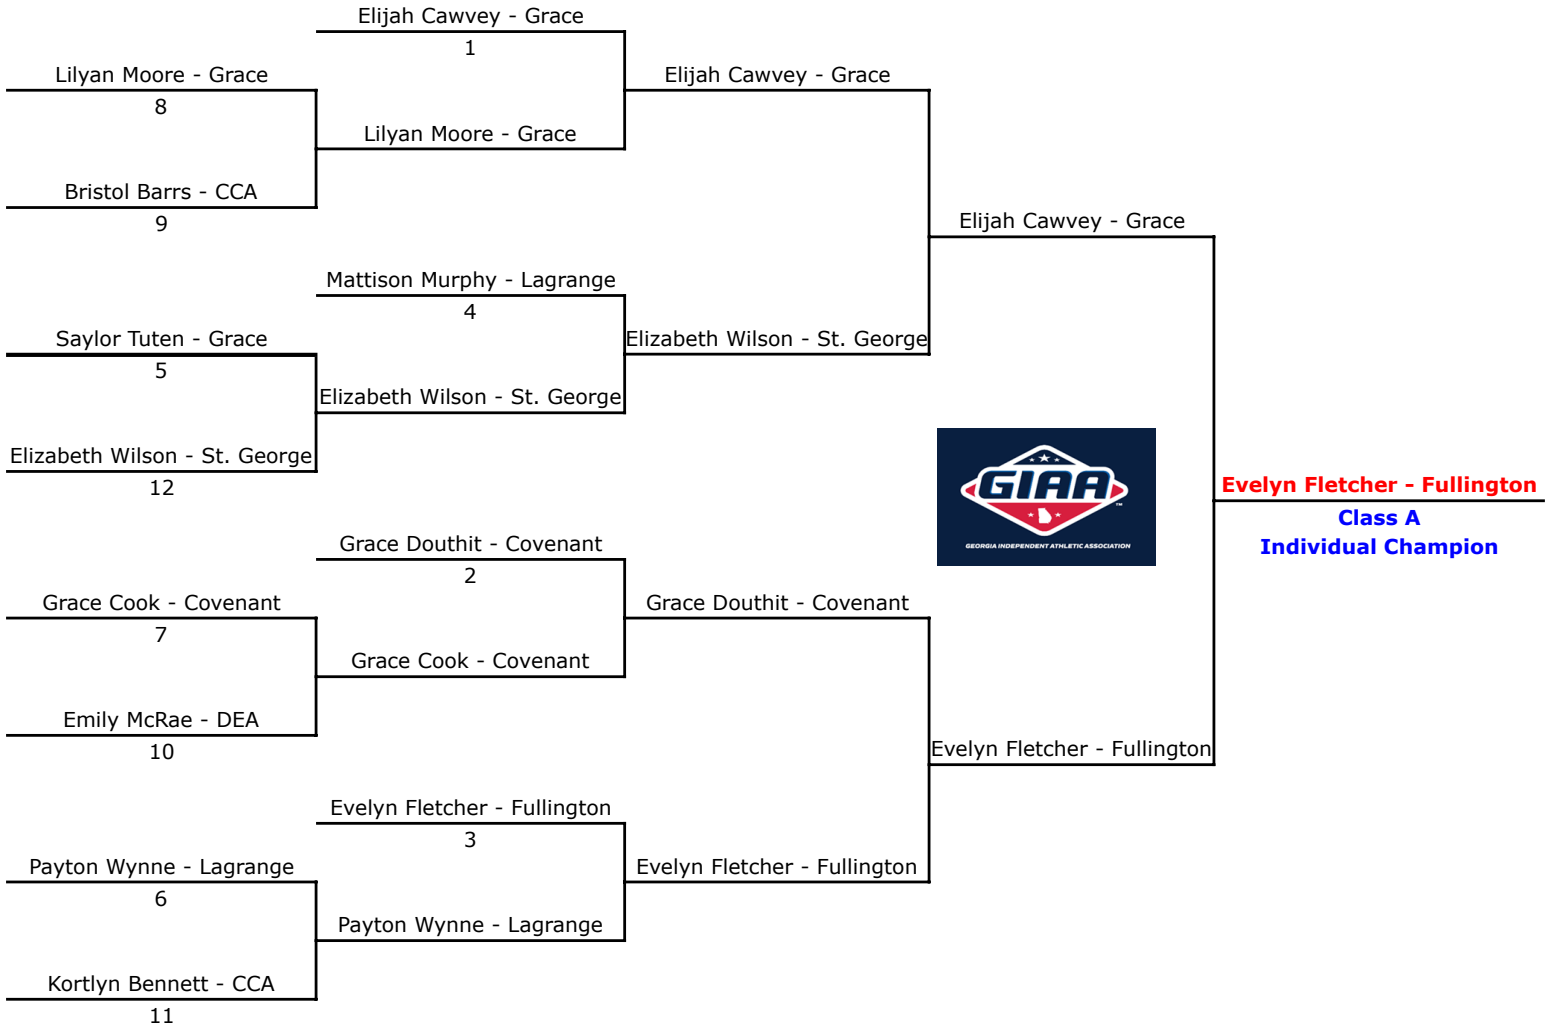 Elijah Cawvey - Grace
1
Lilyan Moore - Grace
8
Elijah Cawvey - Grace
Lilyan Moore - Grace
Bristol Barrs - CCA
9
Elijah Cawvey - Grace
Mattison Murphy - Lagrange
4
Saylor Tuten - Grace
5
Elizabeth Wilson - St. George
Elizabeth Wilson - St. George
Elizabeth Wilson - St. George
12
GIAA
TM
GEORGIA INDEPENDENT ATHLETIC ASSOCIATION
Evelyn Fletcher - Fullington
Class A
Individual Champion
Grace Douthit - Covenant
2
Grace Cook - Covenant
7
Grace Douthit - Covenant
Grace Cook - Covenant
Emily McRae - DEA
10
Evelyn Fletcher - Fullington
Evelyn Fletcher - Fullington
3
Payton Wynne - Lagrange
6
Evelyn Fletcher - Fullington
Payton Wynne - Lagrange
Kortlyn Bennett - CCA
11